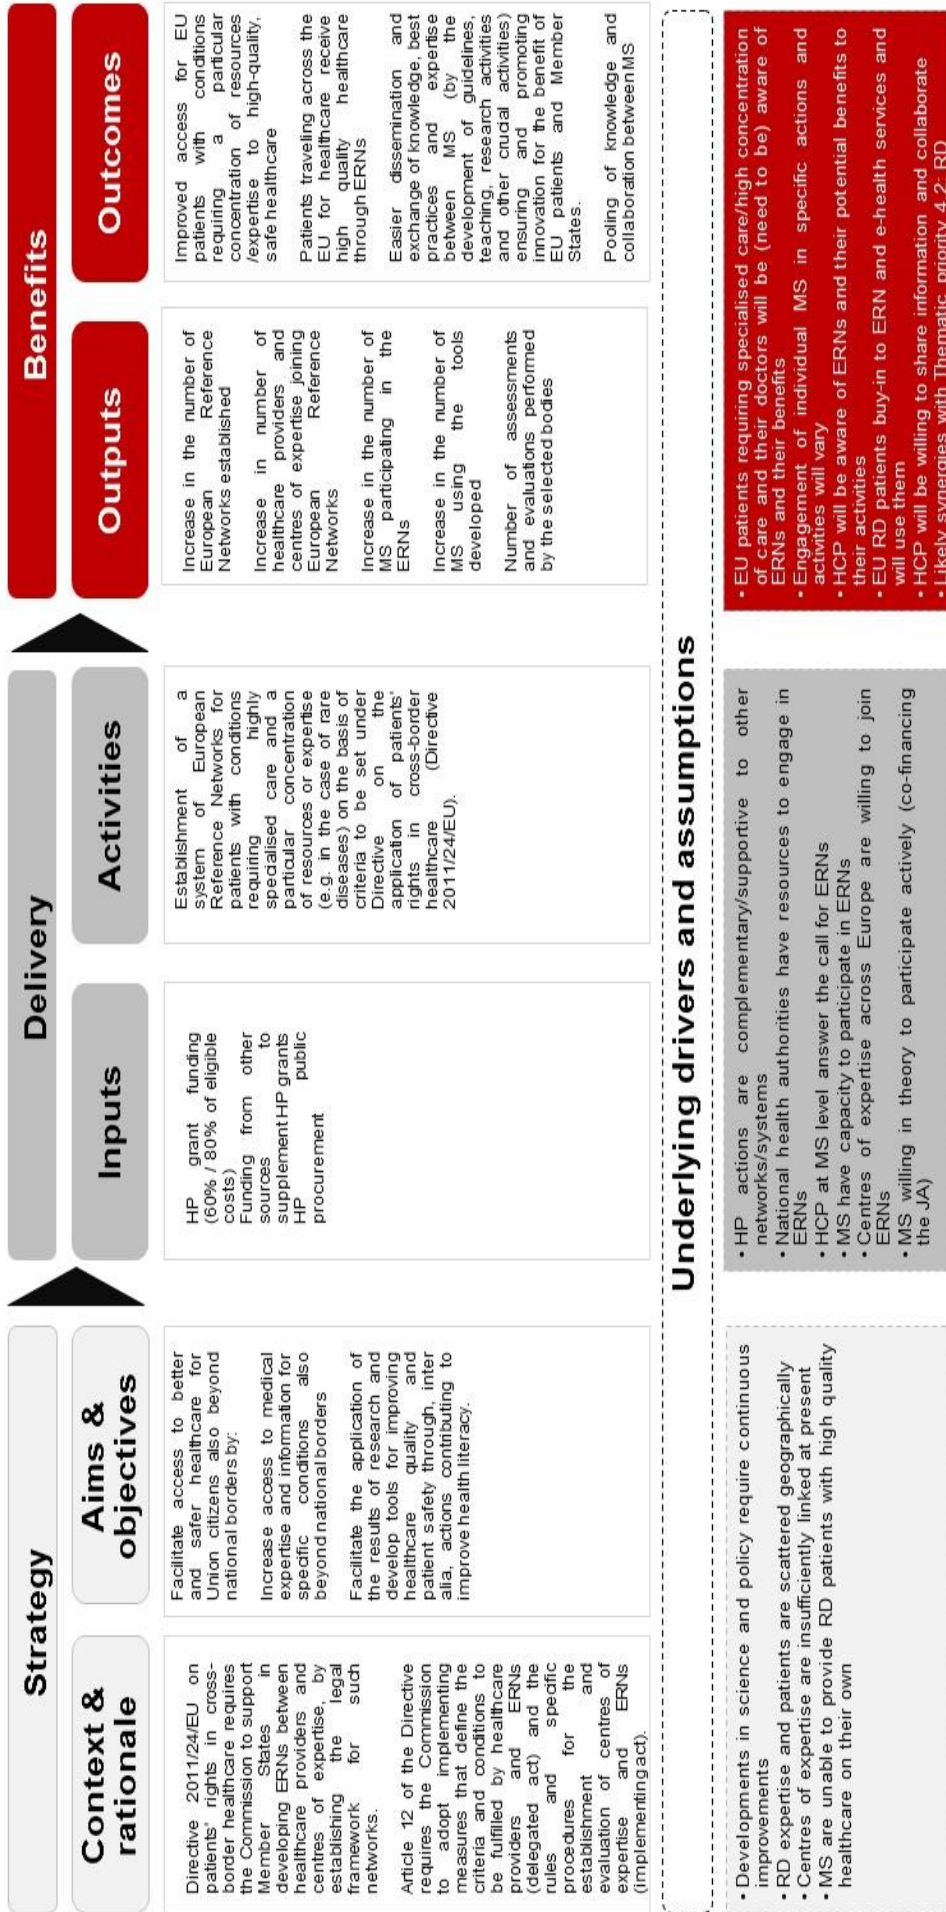 Strategy
Delivery
Benefits
Context &
rationale
Aims &
objectives
Inputs
Activities
Outputs
Outcomes
Directive 2011/24/EU on
patients' rights in cross-
border healthcare requires
the Commission to support
Member States in
developing ERNs between
healthcare providers and
centres of expertise, by
establishing the legal
framework for such
networks.
Article 12 of the Directive
requires the Commission
to adopt implementing
measures that define the
criteria and conditions to
be fulfilled by healthcare
providers and ERNs
(delegated act) and the
rules and specific
procedures for the
establishment and
evaluation of centres of
expertise and ERNs
(implementing act).
Facilitate access to better
and safer healthcare for
Union citizens also beyond
national borders by:
Increase access to medical
expertise and information for
specific conditions also
beyond national borders
Facilitate the application of
the results of research and
develop tools for improving
healthcare quality and
patient safety through, inter
alia, actions contributing to
improve health literacy.
HP grant funding
(60% / 80% of eligible
costs)
Funding from other
sources to
supplement HP grants
HP public
procurement
Establishment of a
system of European
Reference Networks for
patients with conditions
requiring highly
specialised care and a
particular concentration
of resources or expertise
(e.g. in the case of rare
diseases) on the basis of
criteria to be set under
Directive on the
application of patients'
rights in cross-border
healthcare (Directive
2011/24/EU).
Increase in the number of
European Reference
Networks established
Increase in number of
healthcare providers and
centres of expertise joining
European Reference
Networks
Increase in the number of
MS participating in the
ERNs
Increase in the number of
MS using the tools
developed
Number of assessments
and evaluations performed
by the selected bodies
Improved access for EU
patients with conditions
requiring a particular
concentration of resources
/expertise to high-quality,
safe healthcare
Patients traveling across the
EU for healthcare receive
high quality healthcare
through ERNs
Easier dissemination and
exchange of knowledge, best
practices and expertise
between MS (by the
development of guidelines,
teaching, research activities
and other crucial activities)
ensuring and promoting
innovation for the benefit of
EU patients and Member
States.
Pooling of knowledge and
collaboration between MS
Underlying drivers and assumptions
• Developments in science and policy require continuous
improvements
• RD expertise and patients are scattered geographically
• Centres of expertise are insufficiently linked at present
• MS are unable to provide RD patients with high quality
healthcare on their own
• HP actions are complementary/supportive to other
networks/systems
• National health authorities have resources to engage in
ERNs
• HCP at MS level answer the call for ERNs
• MS have capacity to participate in ERNs
• Centres of expertise across Europe are willing to join
ERNs
• MS willing in theory to participate actively (co-financing
the JA)
• EU patients requiring specialised care/high concentration
of care and their doctors will be (need to be) aware of
ERNs and their benefits
• Engagement of individual MS in specific actions and
activities will vary
• HCP will be aware of ERNs and their potential benefits to
their activities
• EU RD patients buy-in to ERN and e-health services and
will use them
• HCP will be willing to share information and collaborate
• Likely synergies with Thematic priority 4.2: RD